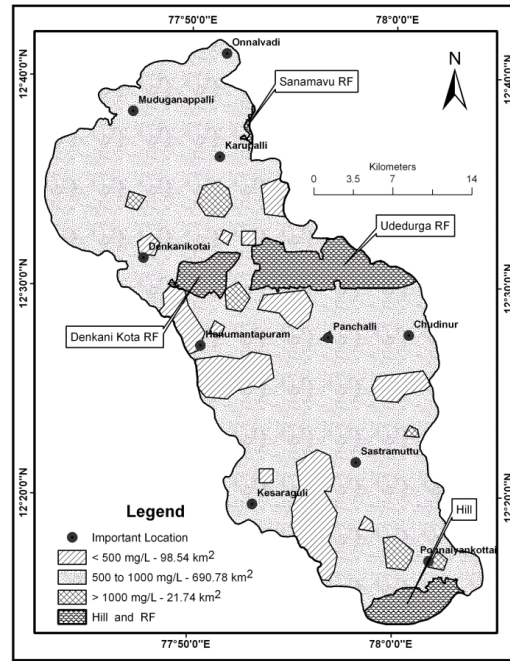 77°50'0"E 78°0'0"E
12°40'0"N
12°30'0"N
12°20'0"N
12°40'0"N
12°30'0"N
12°20'0"N
Onnalvadi
Sanamavu RF
N
Muduganappalli
Karupalli
Kilometers
0 3.5 7 14
Udedurga RF
Denkanikotai
Denkani Kota RF
Hanumantapuram
Panchalli
Chudinur
Sastramuttu
Kesaraguli
Hill
Ponnaiyankottai
Legend
Important Location
< 500 mg/L - 98.54 km2
500 to 1000 mg/L - 690.78 km2
> 1000 mg/L - 21.74 km2
Hill and RF
77°50'0"E 78°0'0"E